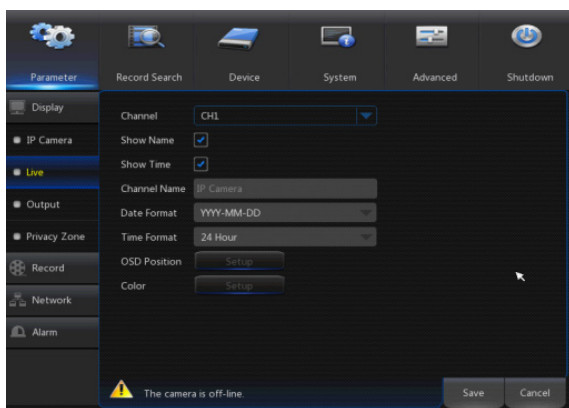 Parameter Record Search Device System Advanced Shutdown
Display
IP Camera
Live
Output
Privacy Zone
Record
Network
Alarm
Channel CH1
Show Name
Show Time
Channel Name IP Camera
Date Format YYYY-MM-DD
Time Format 24 Hour
OSD Position Setup
Color Setup
The camera is off-line.
Save Cancel